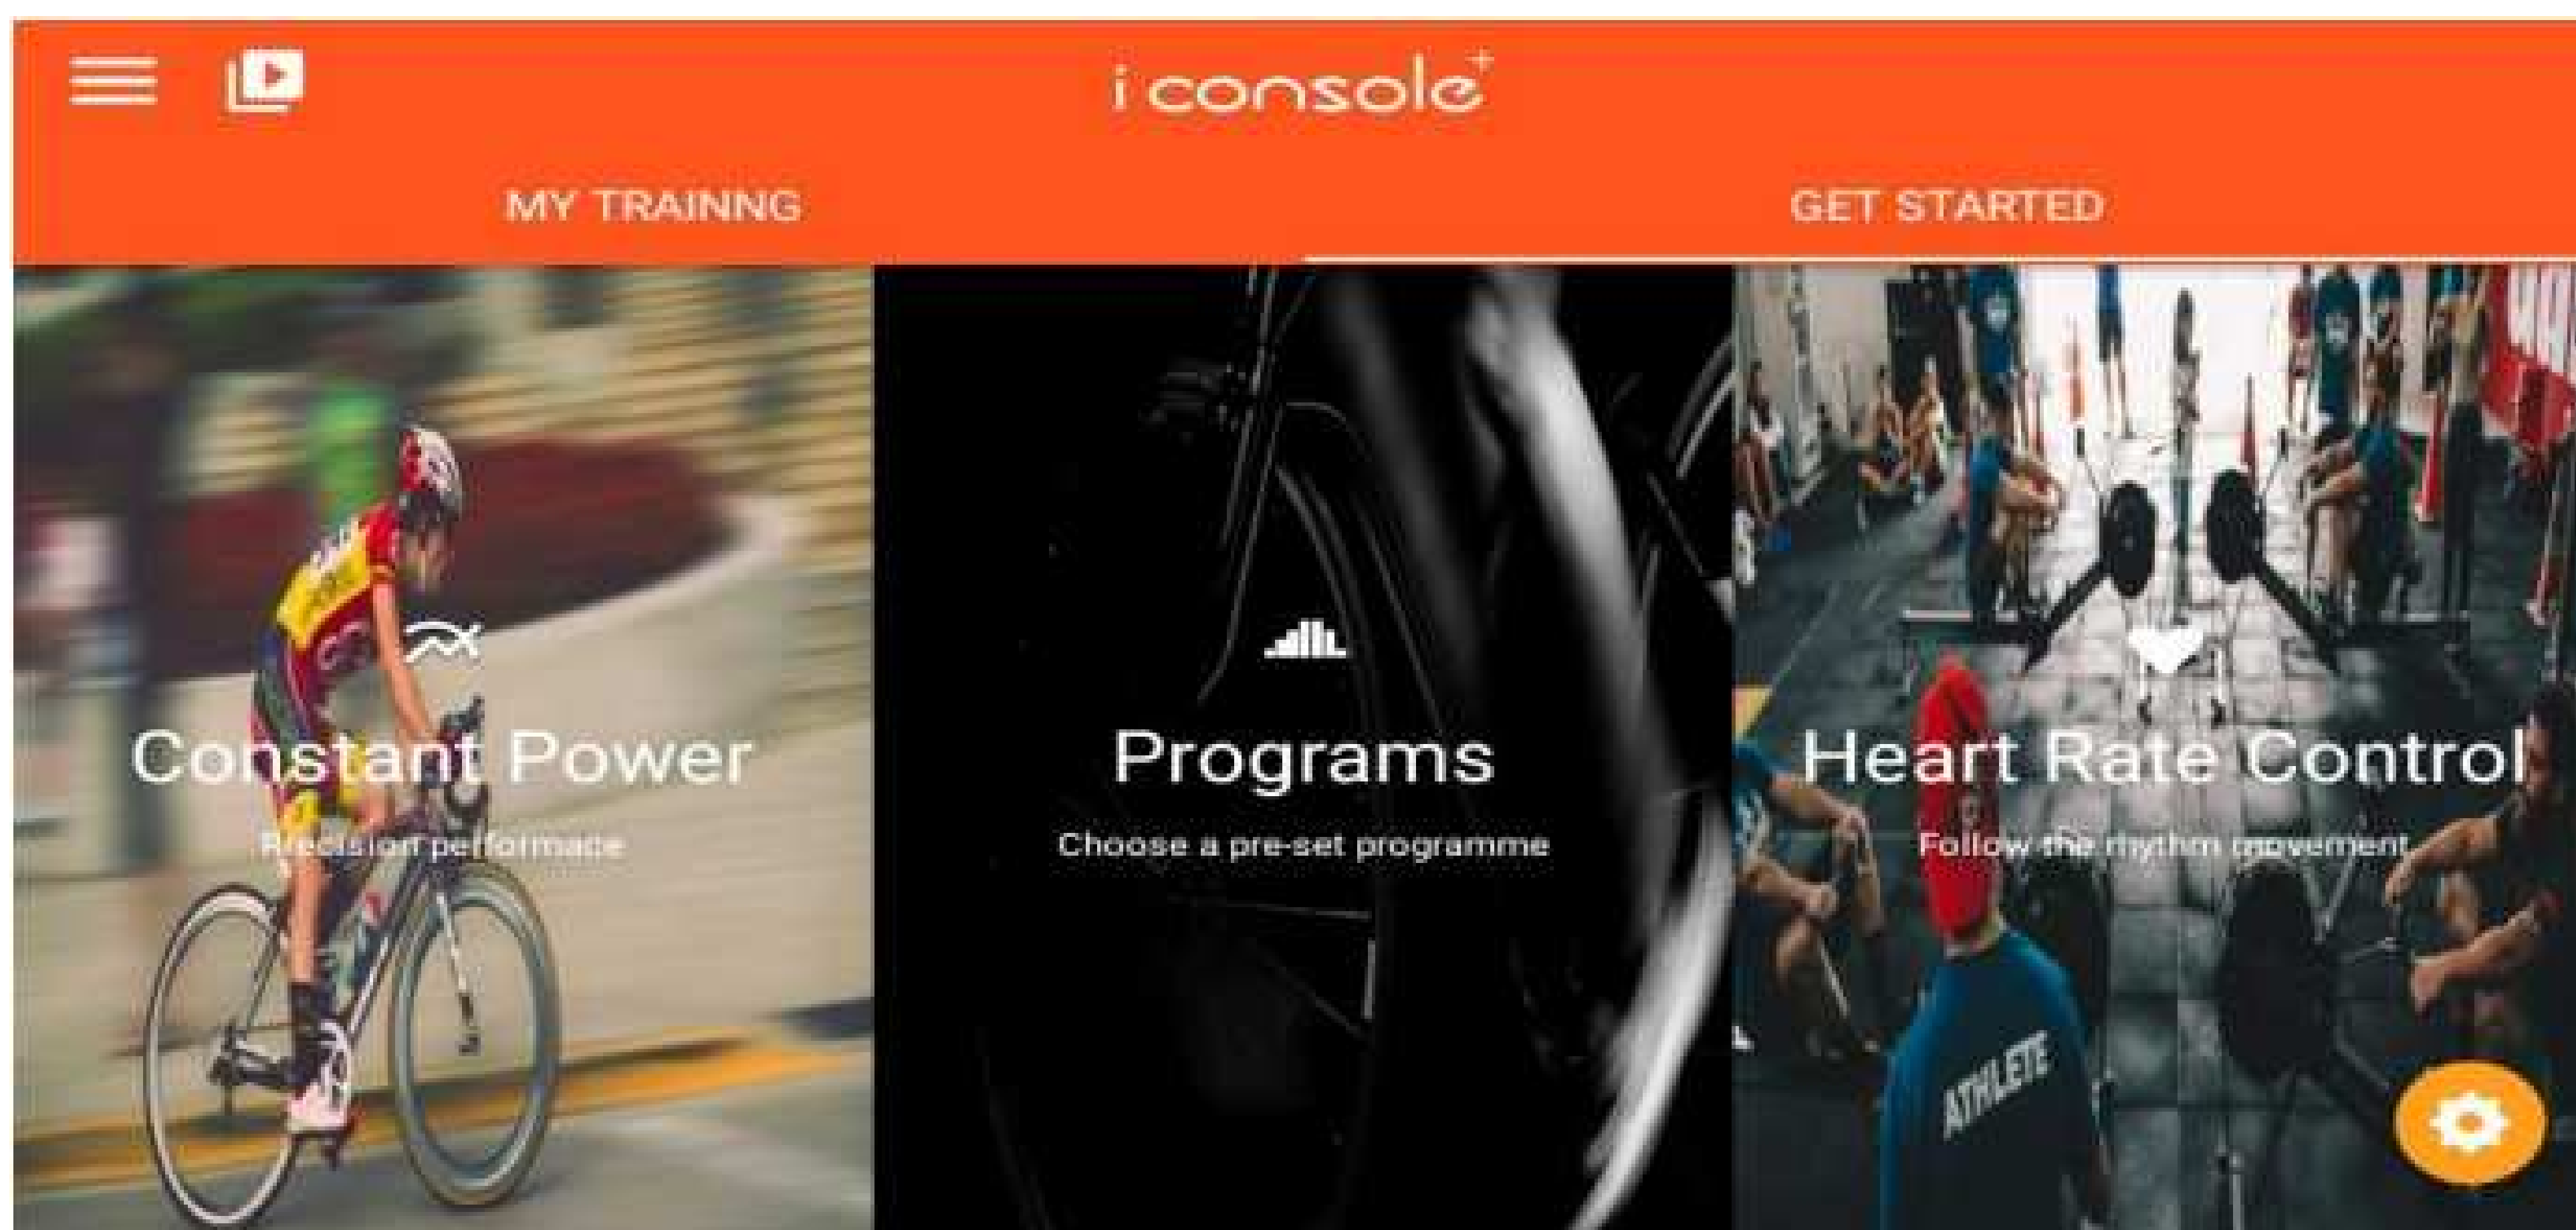 i console+
MY TRAINNG
GET STARTED
Constant Power
Precision performace
Programs
Choose a pre-set programme
Heart Rate Control
Follow the rhythm movement
ATHLETE